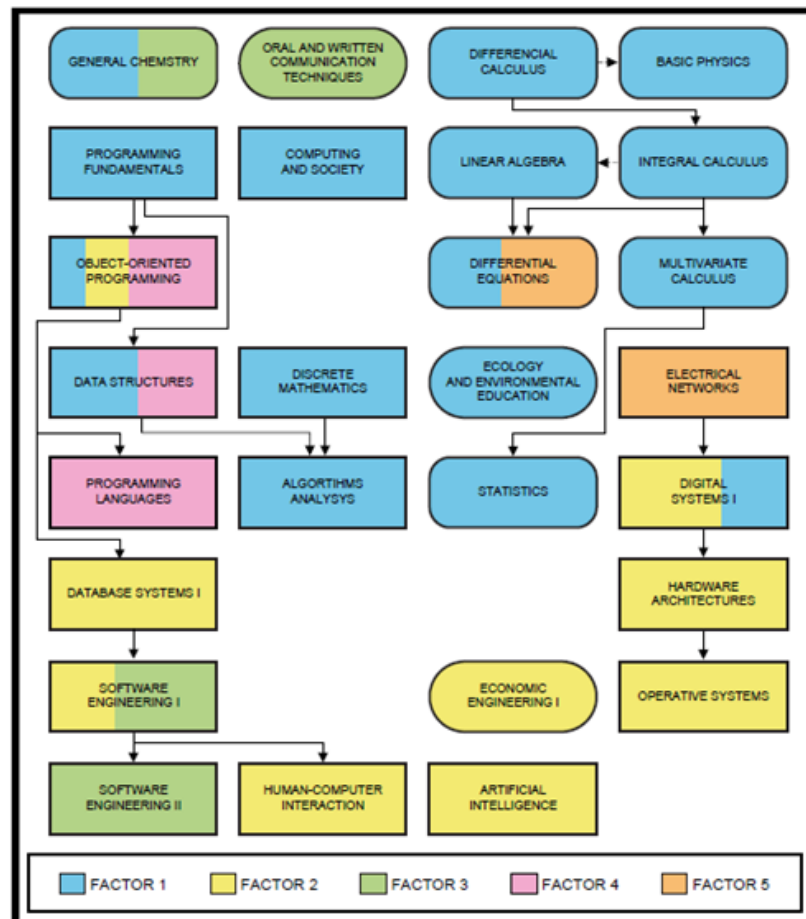 GENERAL CHEMSTRY
ORAL AND WRITTEN
COMMUNICATION
TECHNIQUES
DIFFERENCIAL
CALCULUS
BASIC PHYSICS
PROGRAMMING
FUNDAMENTALS
COMPUTING
AND SOCIETY
LINEAR ALGEBRA
INTEGRAL CALCULUS
OBJECT-ORIENTED
PROGRAMMING
DIFFERENTIAL
EQUATIONS
MULTIVARIATE
CALCULUS
DATA STRUCTURES
DISCRETE
MATHEMATICS
ECOLOGY
AND ENVIRONMENTAL
EDUCATION
ELECTRICAL
NETWORKS
PROGRAMMING
LANGUAGES
ALGORTIHMS
ANALYSYS
STATISTICS
DIGITAL
SYSTEMS I
DATABASE SYSTEMS I
HARDWARE
ARCHITECTURES
SOFTWARE
ENGINEERING I
ECONOMIC
ENGINEERING I
OPERATIVE SYSTEMS
SOFTWARE
ENGINEERING II
HUMAN-COMPUTER
INTERACTION
ARTIFICIAL
INTELLIGENCE
FACTOR 1
FACTOR 2
FACTOR 3
FACTOR 4
FACTOR 5